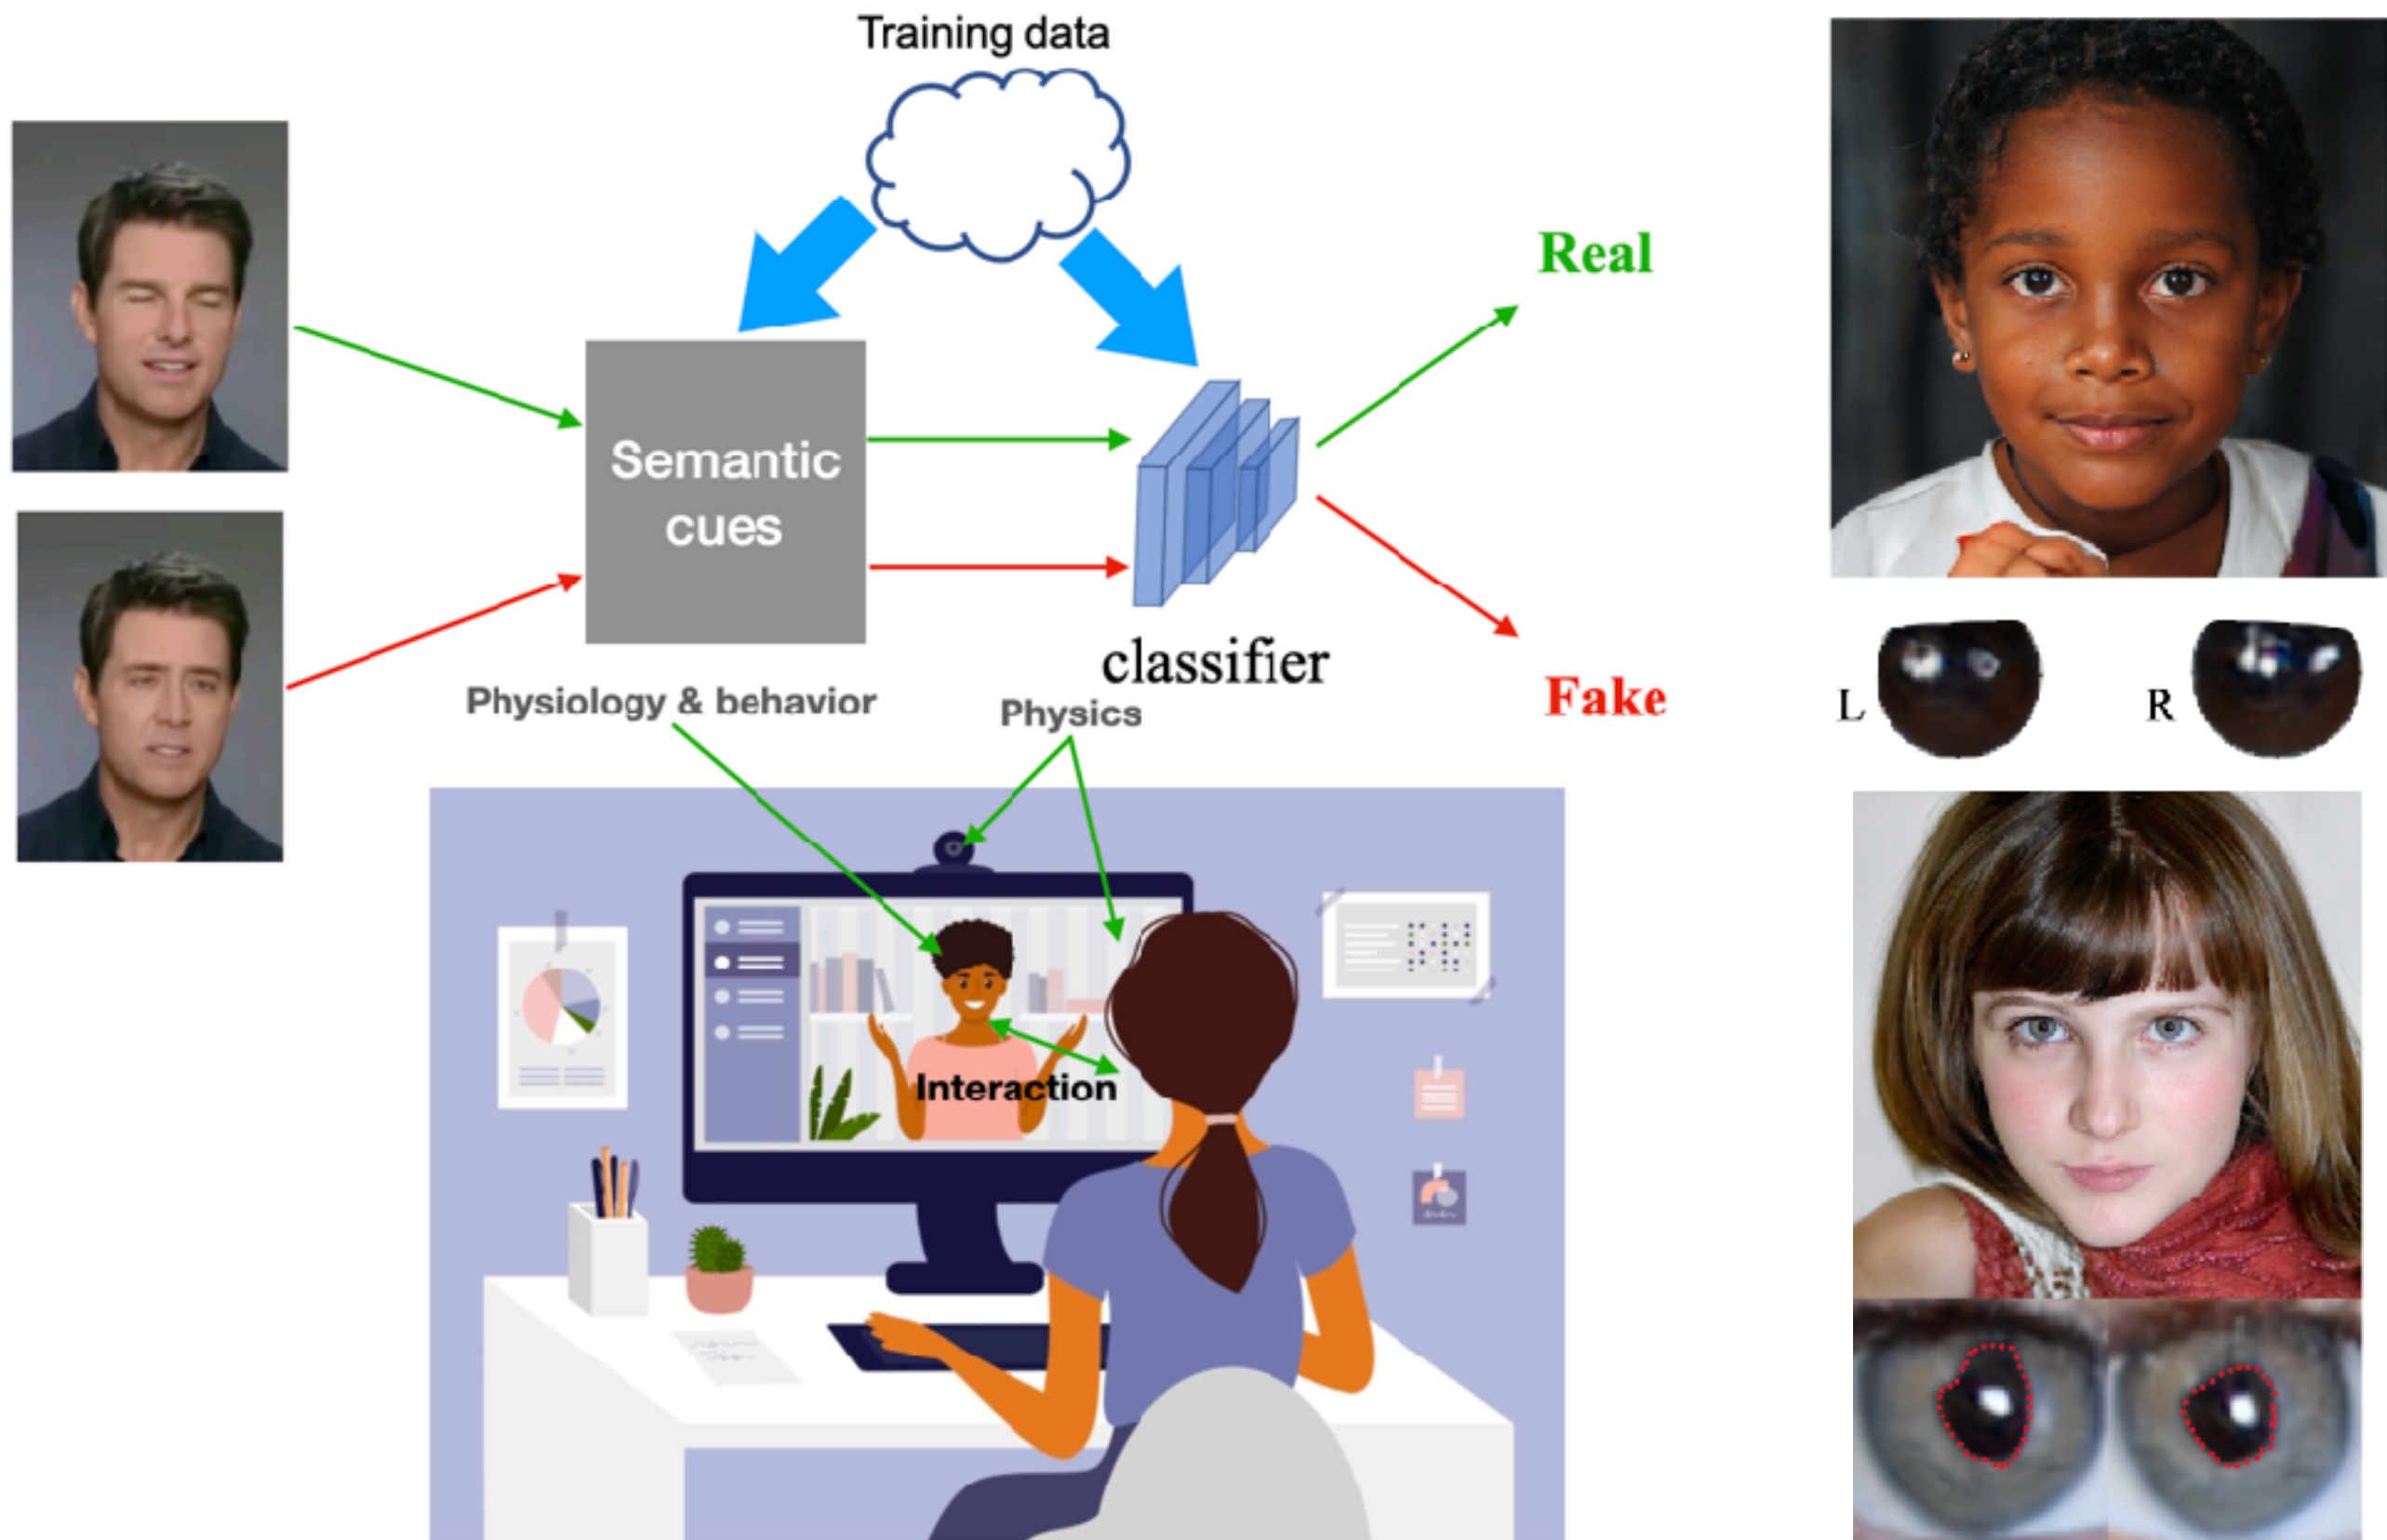 Training data
Real
Semantic
cues
classifier
Fake
Physiology & behavior
Physics
L
R
Interaction